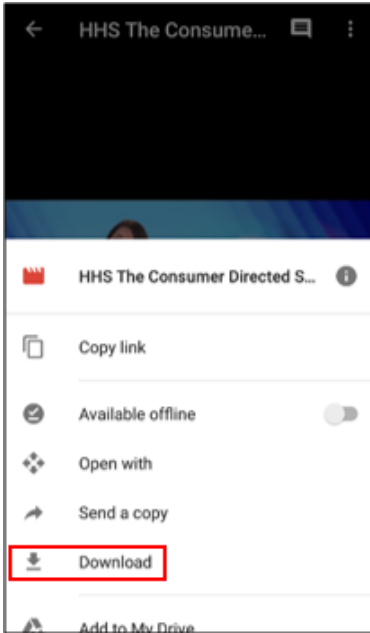 HHS The Consume...
HHS The Consumer Directed S...
Copy link
Available offline
Open with
Send a copy
Download
Add to My Drive